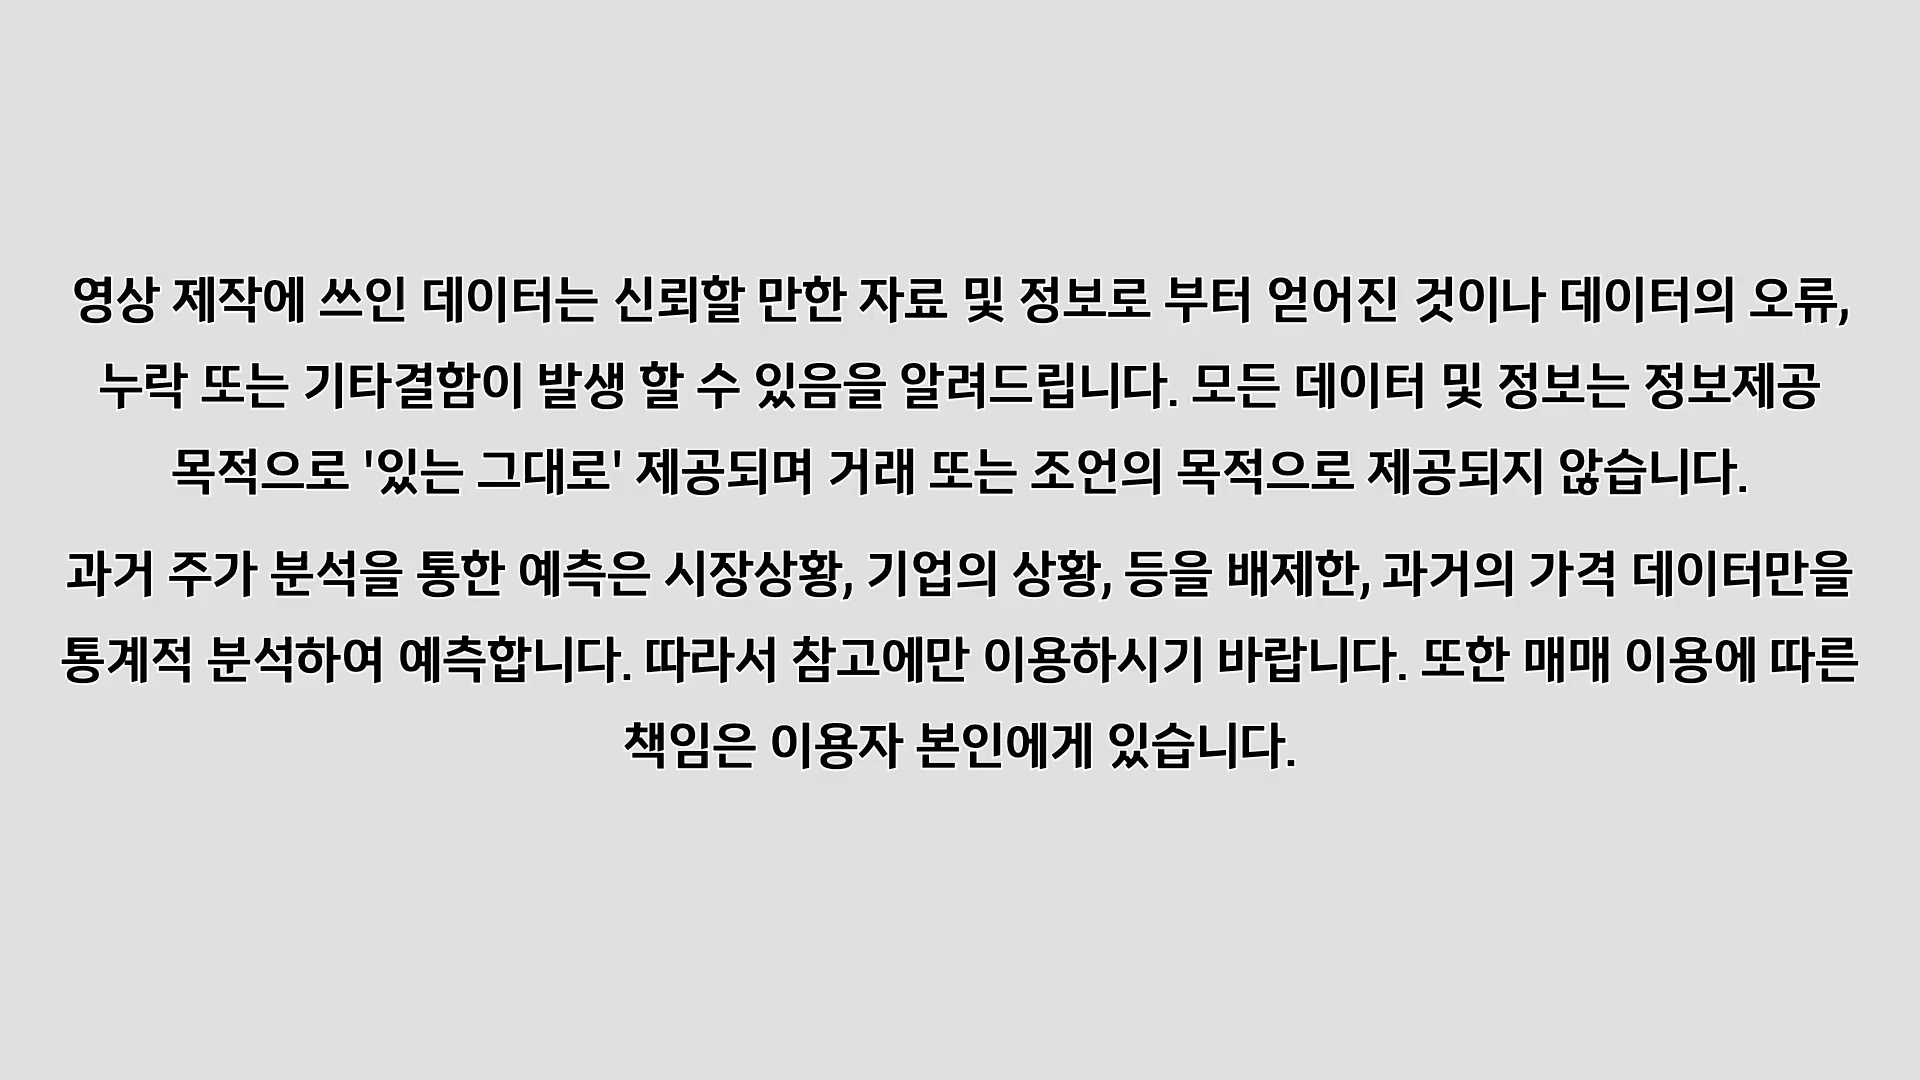 영상 제작에 쓰인 데이터는 신뢰할 만한 자료 및 정보로 부터 얻어진 것이나 데이터의 오류,
누락 또는 기타결함이 발생 할 수 있음을 알려드립니다. 모든 데이터 및 정보는 정보제공
목적으로 '있는 그대로' 제공되며 거래 또는 조언의 목적으로 제공되지 않습니다.
과거 주가 분석을 통한 예측은 시장상황, 기업의 상황, 등을 배제한, 과거의 가격 데이터만을
통계적 분석하여 예측합니다. 따라서 참고에만 이용하시기 바랍니다. 또한 매매 이용에 따른
책임은 이용자 본인에게 있습니다.